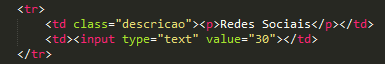 <tr>
<td class="descricao"><p>Redes Sociais</p></td>
<td><input type="text" value="30"></td>
</tr>